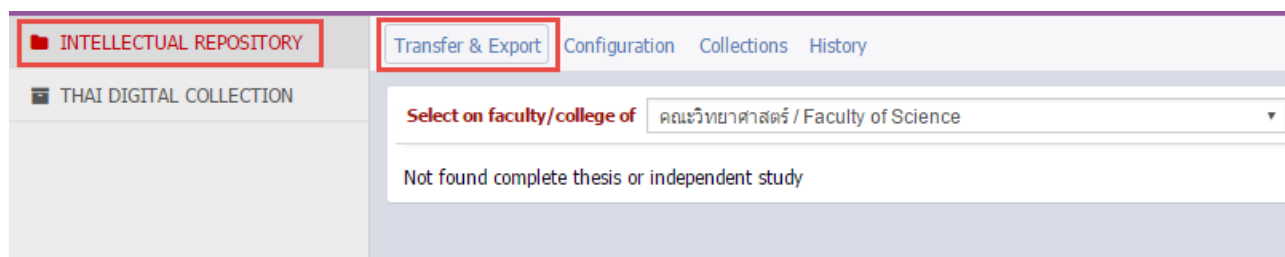 INTELLECTUAL REPOSITORY
THAI DIGITAL COLLECTION
Transfer & Export Configuration Collections History
Select on faculty/college of คณะวิทยาศาสตร์ / Faculty of Science
Not found complete thesis or independent study